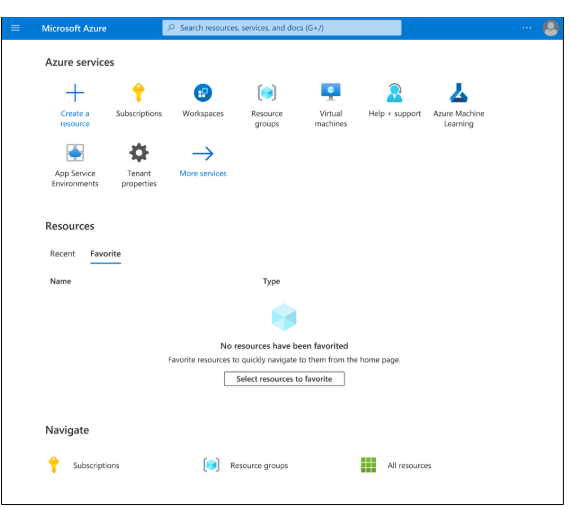 Microsoft Azure
Search resources, services, and docs (G+/)
Azure services
Create a
resource
Subscriptions
Workspaces
Resource
groups
Virtual
machines
Help + support
Azure Machine
Learning
App Service
Environments
Tenant
properties
More services
Resources
Recent
Favorite
Name
Type
No resources have been favorited
Favorite resources to quickly navigate to them from the home page.
Select resources to favorite
Navigate
Subscriptions
Resource groups
All resources